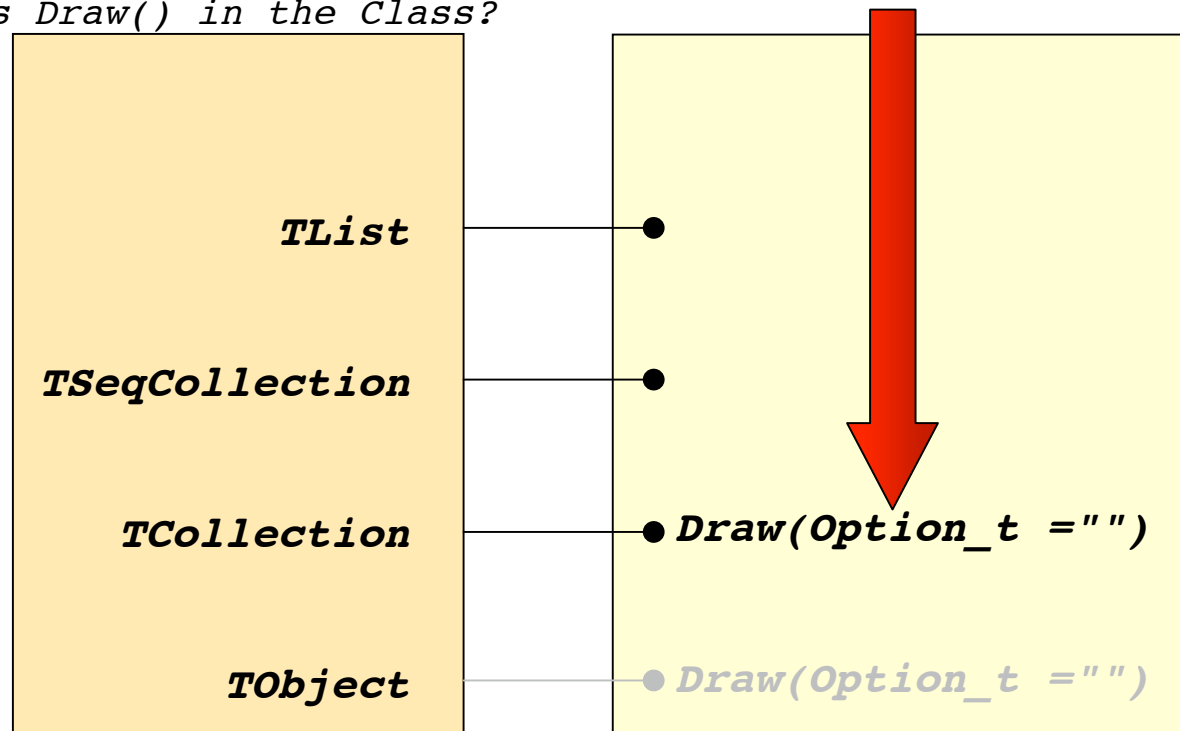 Draw() in the Class?
TList
TSeqCollection
TCollection
Draw(Option_t ="")
TObject
Draw(Option_t ="")